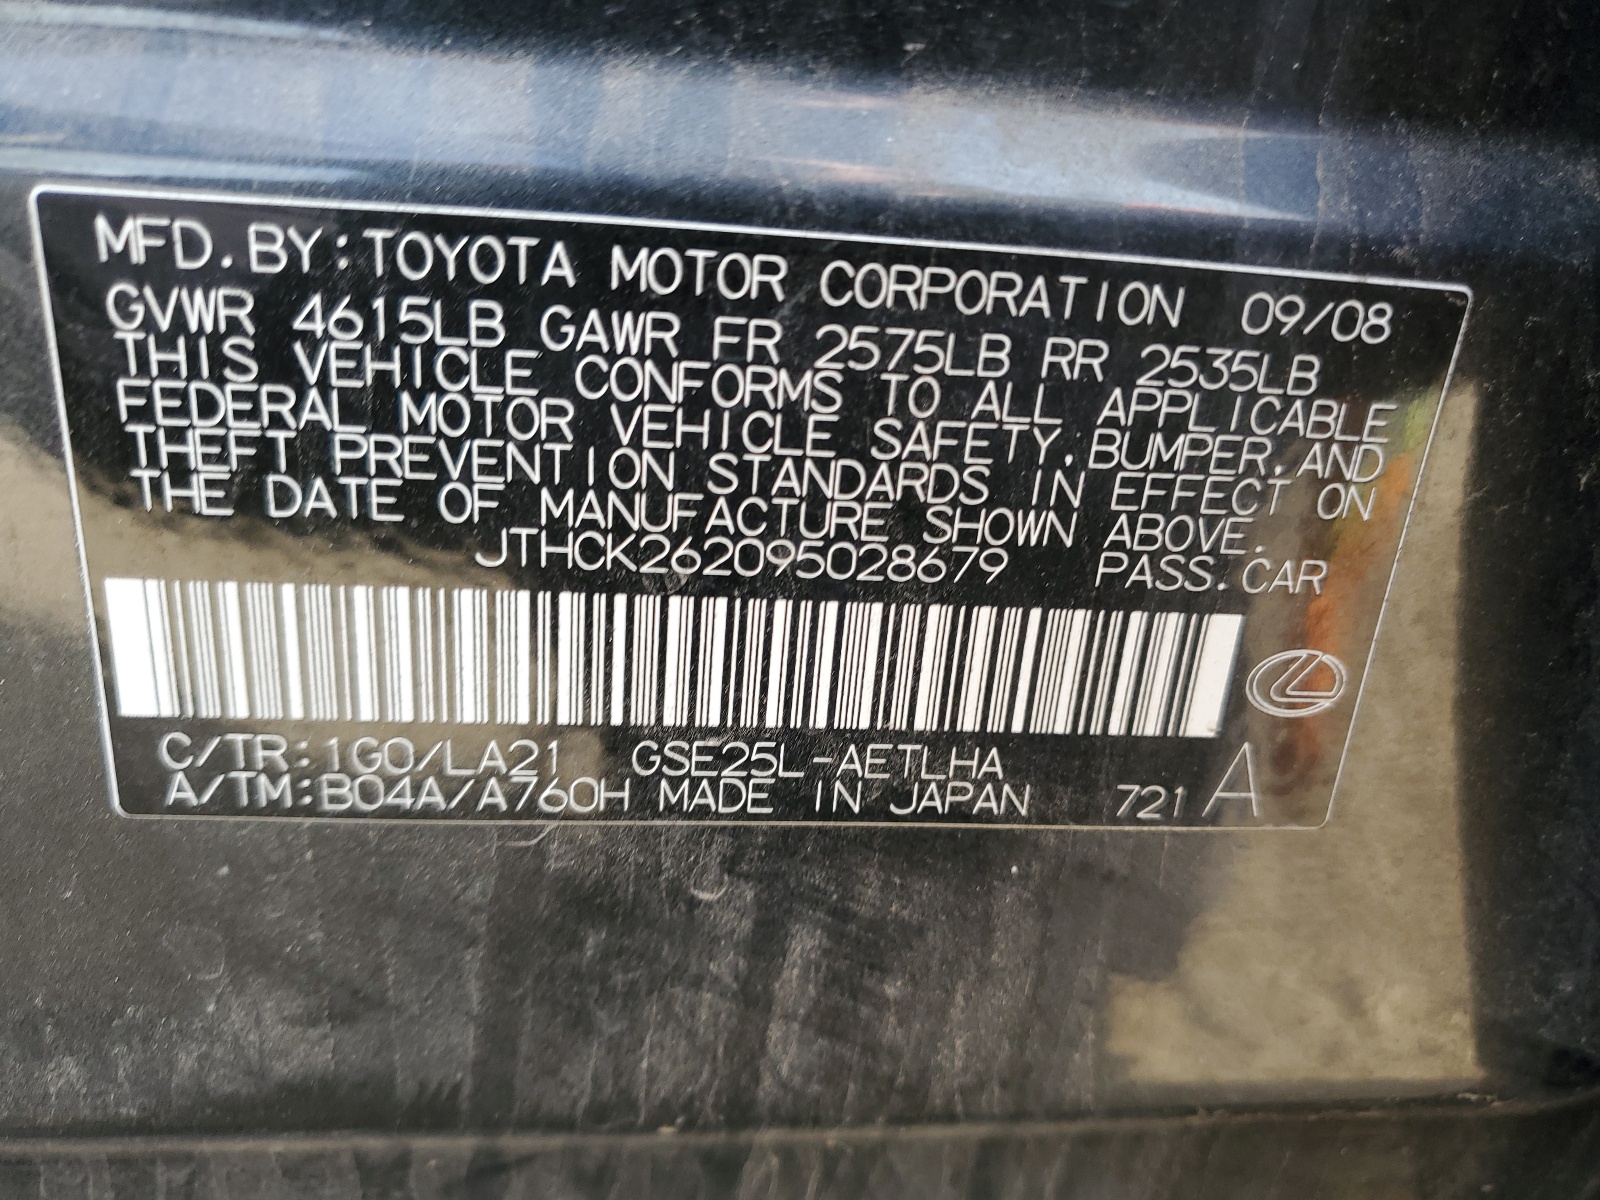 MFD. BY: TOYOTA MOTOR CORPORATION 09/08
GVWR 4615LB GAWR FR 2575LB RR 2535LB
THIS VEHICLE CONFORMS TO ALL APPLICABLE
FEDERAL MOTOR VEHICLE SAFETY, BUMPER, AND
THEFT PREVENTION STANDARDS IN EFFECT ON
THE DATE OF MANUFACTURE SHOWN ABOVE.
JTHCK262095028679 PASS. CAR
C/TR: 1G0/LA21 GSE25L-AETLHA
A/TM: B04A/A760H MADE IN JAPAN 721 A